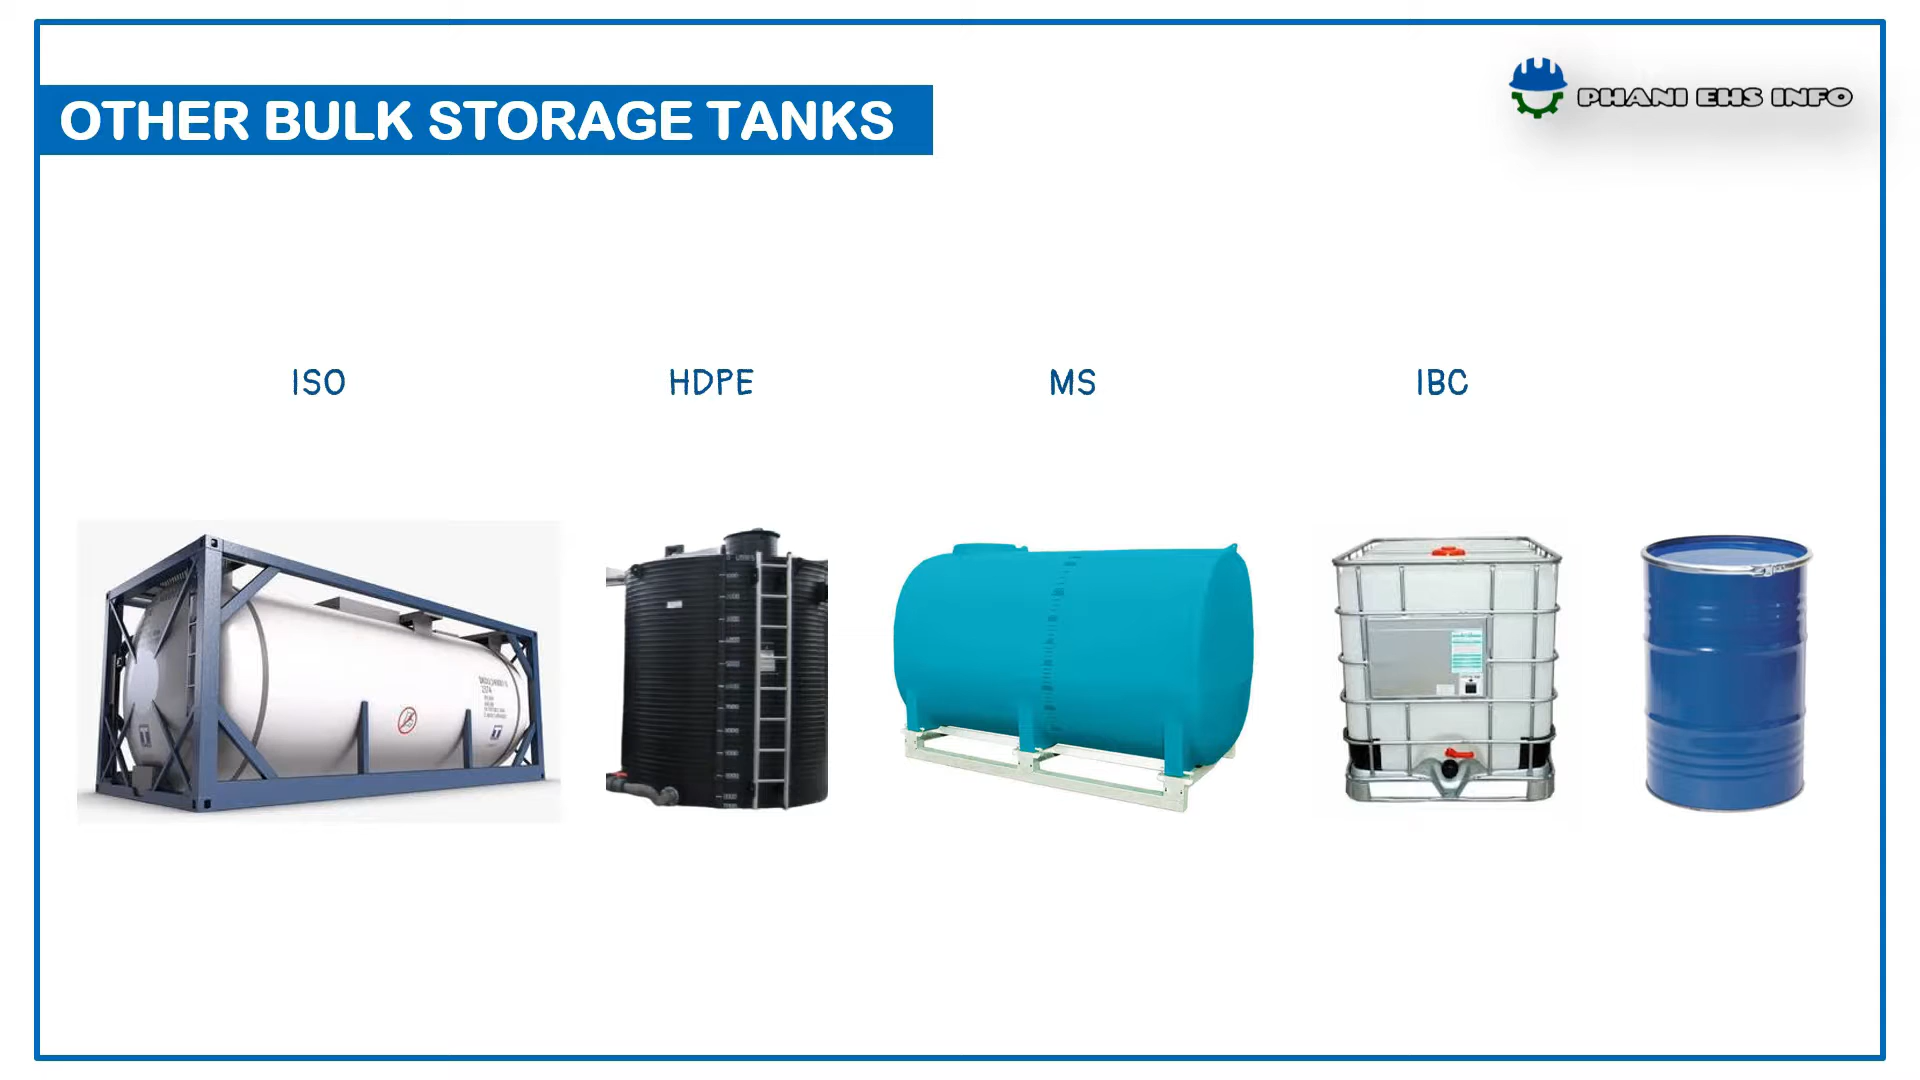 OTHER BULK STORAGE TANKS
PHANI EHS INFO
ISO
HDPE
MS
IBC